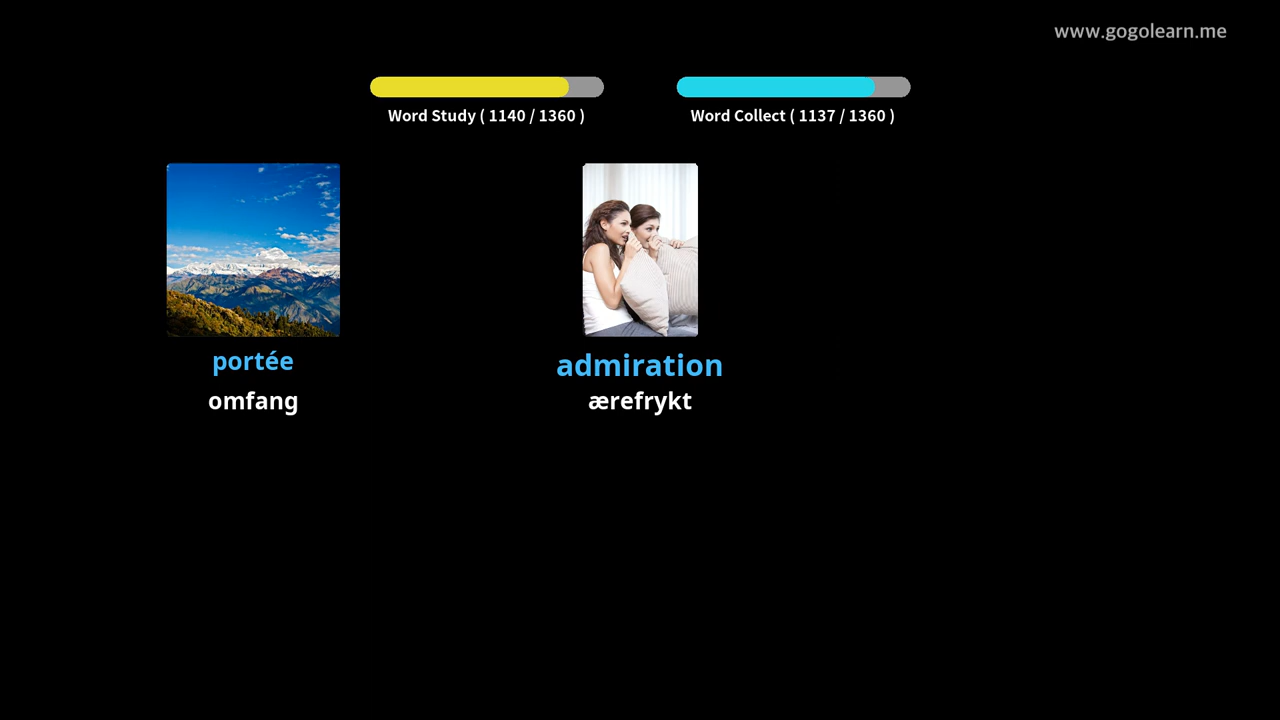 www.gogolearn.me
Word Study ( 1140 / 1360 )
Word Collect ( 1137 / 1360 )
portée
omfang
admiration
ærefrykt